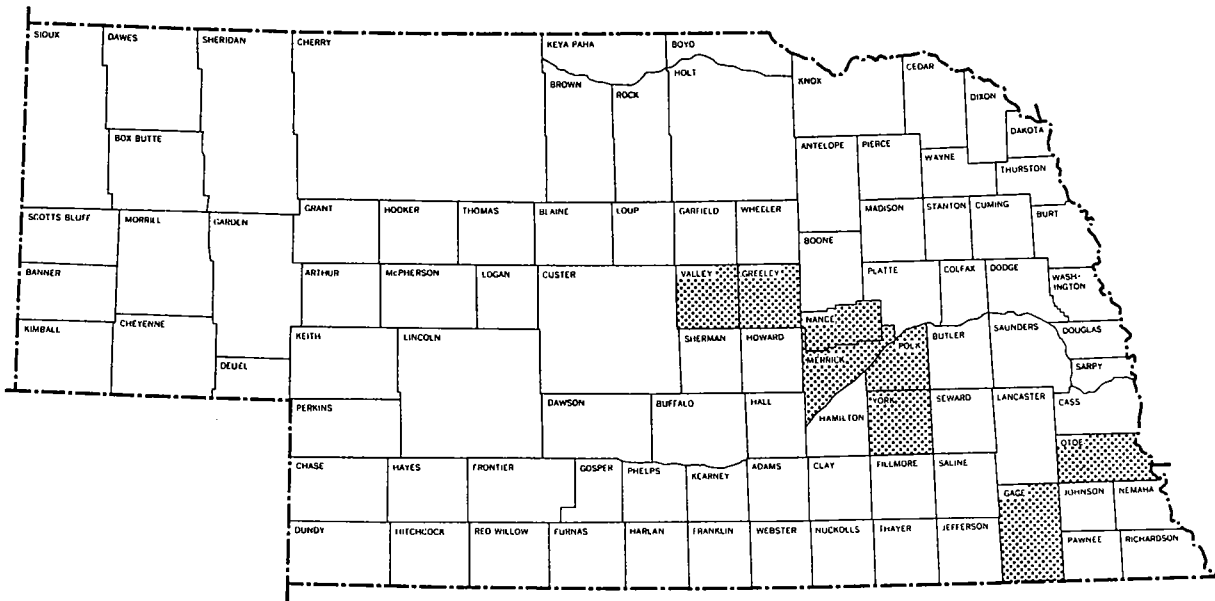 SIOUX
DAWES
SHERIDAN
CHERRY
KEYA PAHA
BOYD
HOLT
BROWN
ROCK
KNOX
CEDAR
DIXON
DAKOTA
BOX BUTTE
ANTELOPE
PIERCE
WAYNE
THURSTON
SCOTTS BLUFF
MORRILL
GARDEN
GRANT
HOOKER
THOMAS
BLAINE
LOUP
GARFIELD
WHEELER
MADISON
STANTON
CUMING
BURT
BOONE
BANNER
ARTHUR
McPHERSON
LOGAN
CUSTER
VALLEY
GREELEY
PLATTE
COLFAX
DODGE
WASH-
INGTON
KIMBALL
CHEYENNE
NANCE
KEITH
LINCOLN
SHERMAN
HOWARD
MERRICK
POLK
BUTLER
SAUNDERS
DOUGLAS
DEUEL
SARPY
PERKINS
DAWSON
BUFFALO
HALL
HAMILTON
YORK
SEWARD
LANCASTER
CASS
OTOE
CHASE
HAYES
FRONTIER
GOSPER
PHELPS
KEARNEY
ADAMS
CLAY
FILLMORE
SALINE
GAGE
JOHNSON
NEMAHA
DUNDY
HITCHCOCK
RED WILLOW
FURNAS
HARLAN
FRANKLIN
WEBSTER
NUCKOLLS
THAYER
JEFFERSON
PAWNEE
RICHARDSON